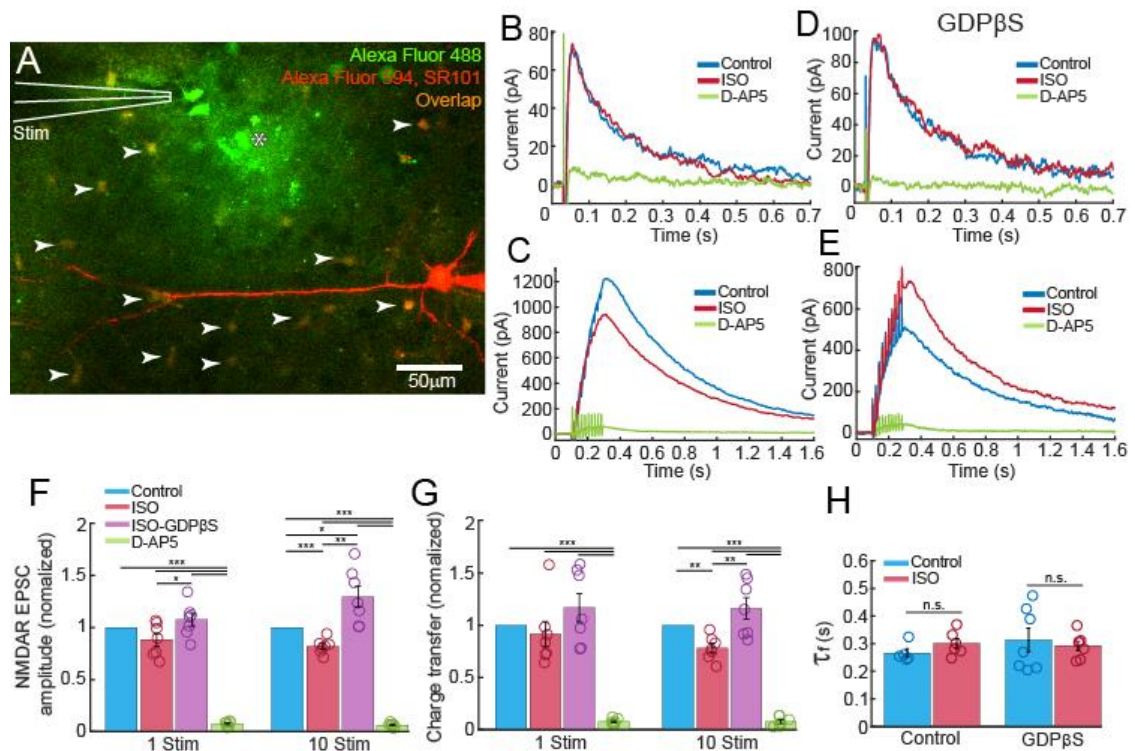 A
Alexa Fluor 488
Alexa Fluor 594, SR101
Overlap
Stim
*
50μm
B
80
60
40
20
0
Current (pA)
0 0.1 0.2 0.3 0.4 0.5 0.6 0.7
Time (s)
Control
ISO
D-AP5
D
GDPβS
100
80
60
40
20
0
Current (pA)
0 0.1 0.2 0.3 0.4 0.5 0.6 0.7
Time (s)
Control
ISO
D-AP5
C
1200
1000
800
600
400
200
0
Current (pA)
0 0.2 0.4 0.6 0.8 1 1.2 1.4 1.6
Time (s)
Control
ISO
D-AP5
E
800
600
400
200
0
Current (pA)
0 0.2 0.4 0.6 0.8 1 1.2 1.4 1.6
Time (s)
Control
ISO
D-AP5
F
Control
ISO
ISO-GDPβS
D-AP5
NMDAR EPSC
amplitude (normalized)
2
1.5
1
0.5
0
***
*
***
*
*** **
1 Stim 10 Stim
G
Charge transfer (nomalized)
2
1.5
1
0.5
0
***
***
** **
1 Stim 10 Stim
H
Control
ISO
τf (s)
0.6
0.5
0.4
0.3
0.2
0.1
0
n.s.
n.s.
Control GDPβS